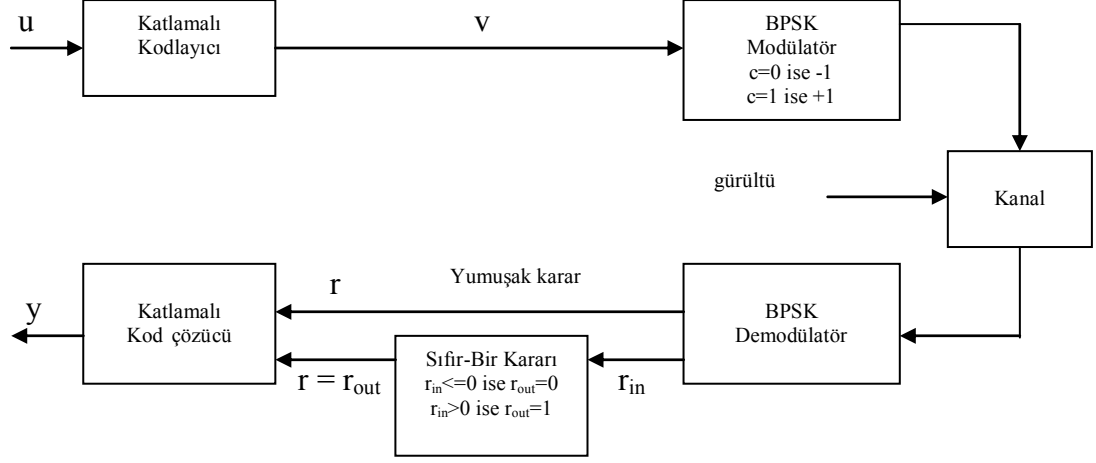 u
Katlamalı
Kodlayıcı
v
BPSK
Modülatör
c=0 ise -1
c=1 ise +1
gürültü
Kanal
Yumuşak karar
r
y
Katlamalı
Kod çözücü
BPSK
Demodülatör
Sıfir-Bir Kararı
r_in<=0 ise r_out=0
r_in>0 ise r_out=1
r = r_out
r_in